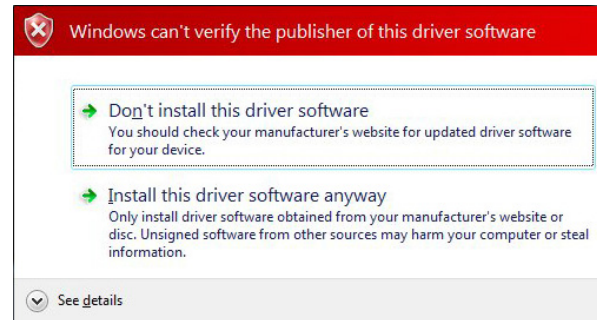 Windows can't verify the publisher of this driver software
Don't install this driver software
You should check your manufacturer's website for updated driver software
for your device.
Install this driver software anyway
Only install driver software obtained from your manufacturer's website or
disc. Unsigned software from other sources may harm your computer or steal
information.
See details